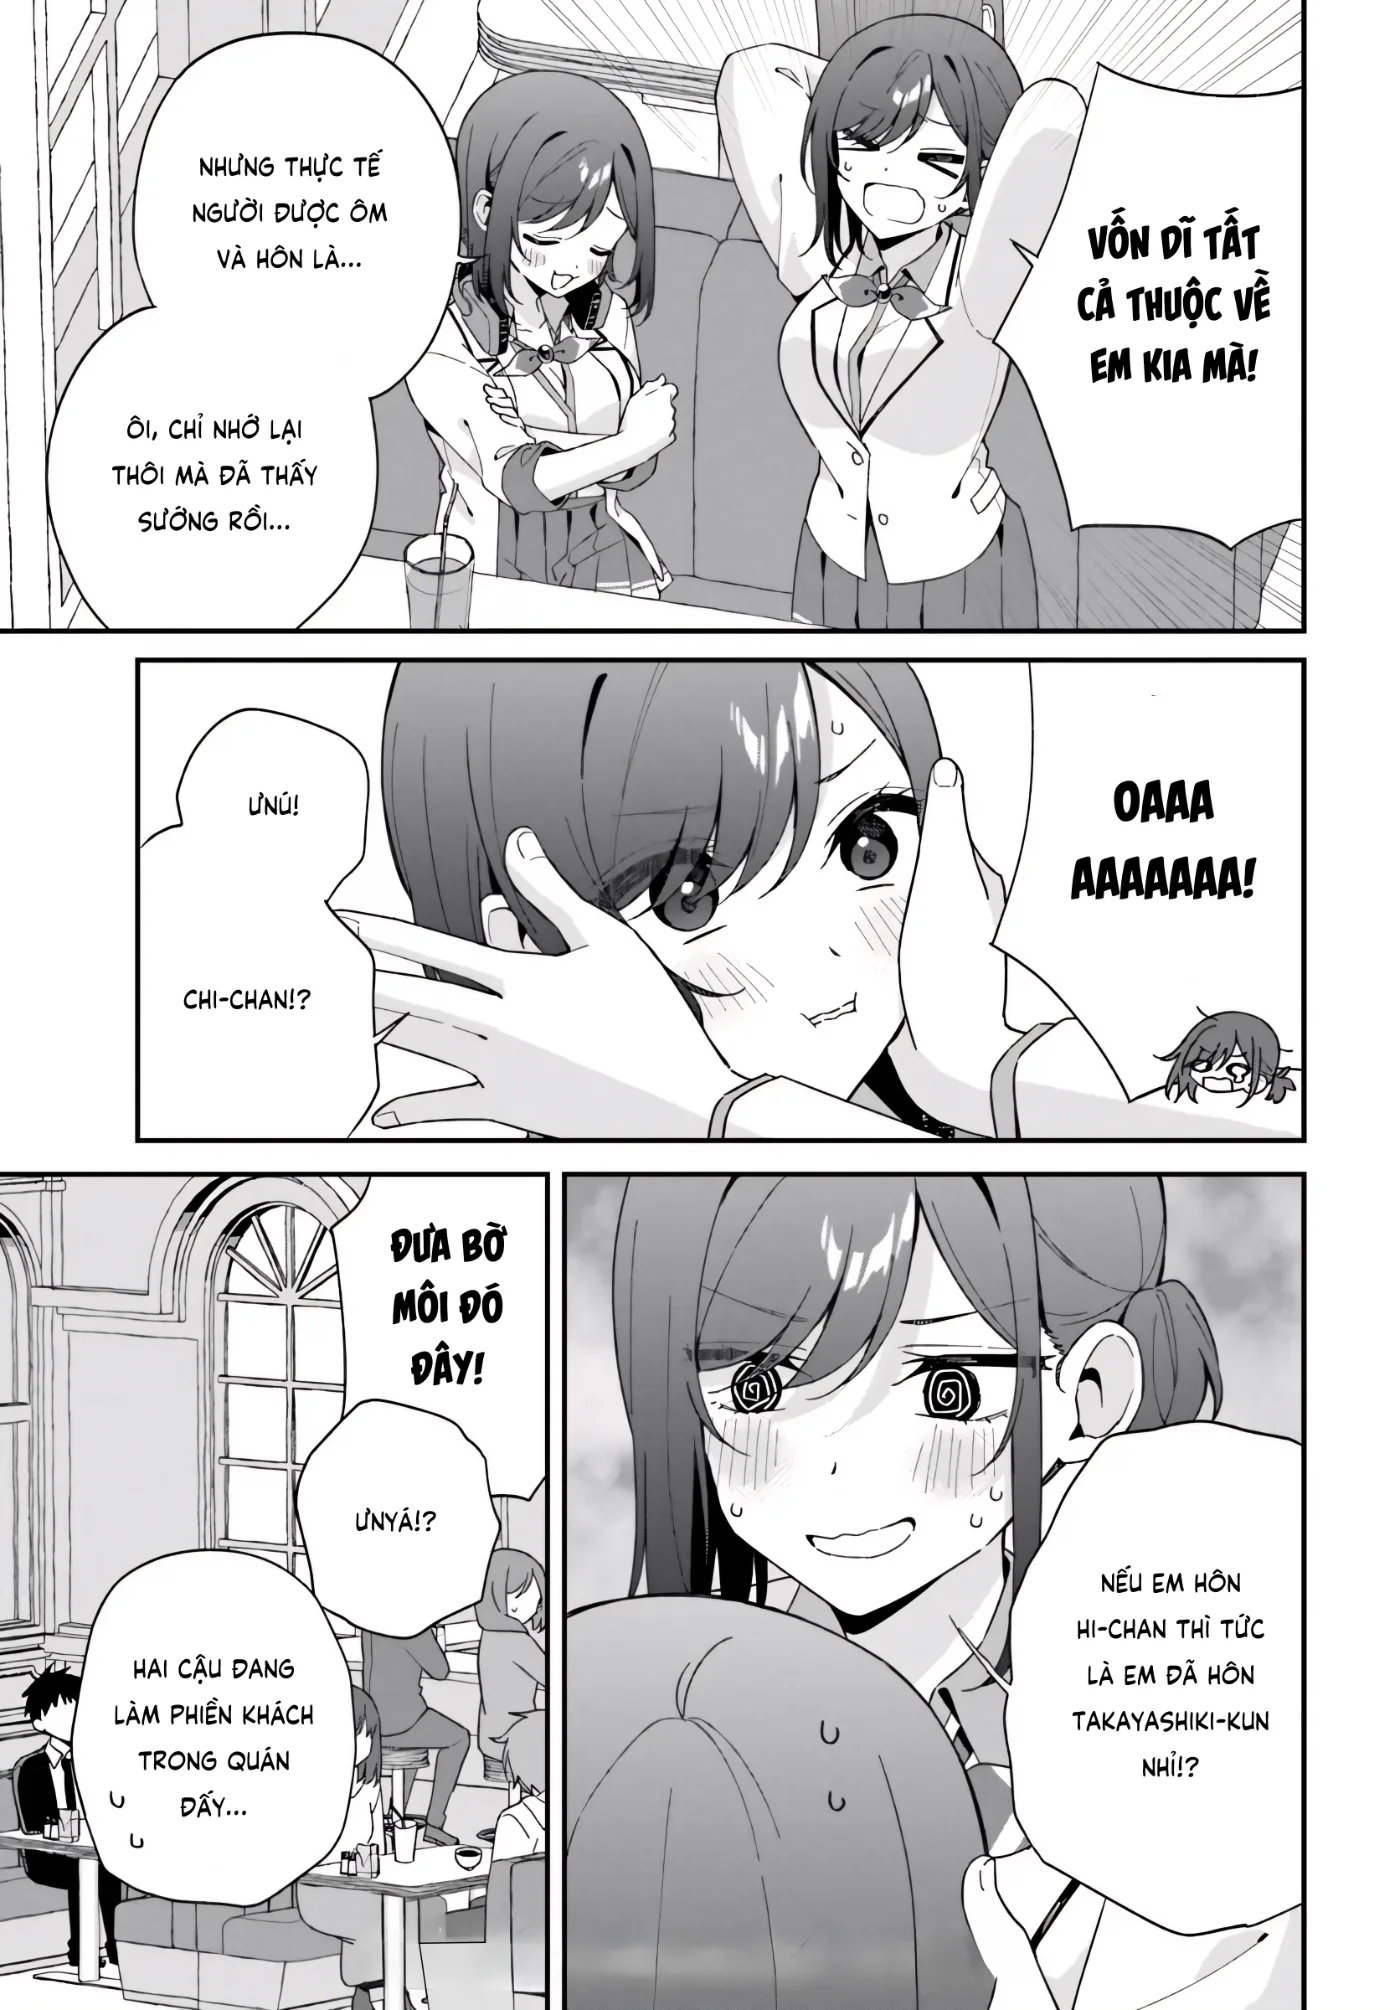 VỐN DĨ TẤT
CẢ THUỘC VỀ
EM KIA MÀ!
NHƯNG THỰC TẾ
NGƯỜI ĐƯỢC ÔM
VÀ HÔN LÀ...
ÔI, CHỈ NHỚ LẠI
THÔI MÀ ĐÃ THẤY
SƯỚNG RỒI...
OAAA
AAAAAAA!
ƯNÚ!
CHI-CHAN!?
NẾU EM HÔN
HI-CHAN THÌ TỨC
LÀ EM ĐÃ HÔN
TAKAYASHIKI-KUN
NHỈ!?
ĐƯA BỜ
MÔI ĐÓ
ĐÂY!
ƯNYÁ!?
HAI CẬU ĐANG
LÀM PHIỀN KHÁCH
TRONG QUÁN
ĐẤY...